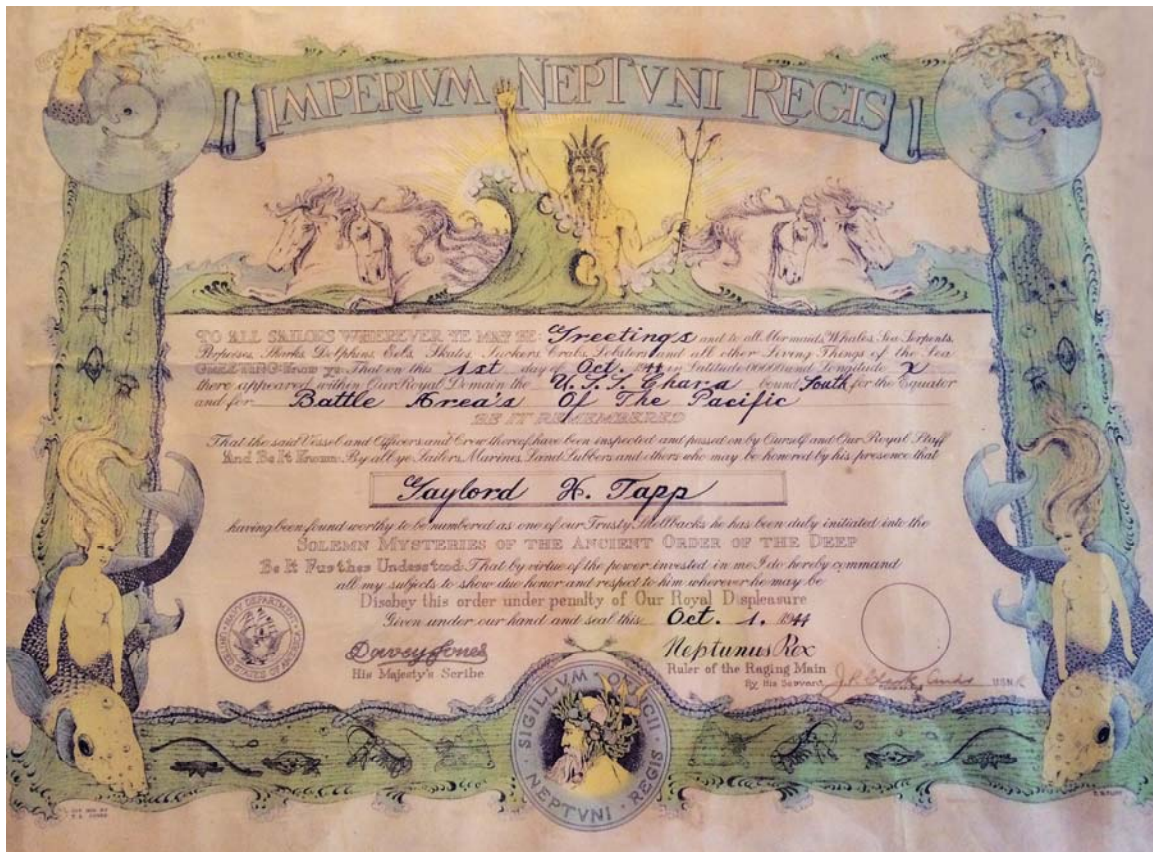 IMPERIVM NEPTVNI REGIS
TO ALL SAILORS WHEREVER YE MAY BE: Greetings and to all Mermaids, Whales, Sea Serpents,
Porpoises, Sharks, Dolphins, Eels, Skates, Suckers, Crabs, Lobsters and all other Living Things of the Sea
GREETING: Know ye: That on this 1st day of Oct. 1944 in Latitude 00000 and Longitude X
there appeared within Our Royal Domain the U.S.S. Chara bound South for the Equator
and for Battle Area's Of The Pacific
BE IT REMEMBERED
That the said Vessel and Officers and Crew thereof have been inspected and passed on by Ourself and Our Royal Staff
And Be It Known: By all ye Sailors, Marines, Land Lubbers and others who may be honored by his presence that
Gaylord H. Tapp
having been found worthy to be numbered as one of our Trusty Shellbacks he has been duly initiated into the
SOLEMN MYSTERIES OF THE ANCIENT ORDER OF THE DEEP
Be It Further Understood: That by virtue of the power invested in me I do hereby command
all my subjects to show due honor and respect to him wherever he may be
Disobey this order under penalty of Our Royal Displeasure
Given under our hand and seal this Oct. 1. 1944
NAVY DEPARTMENT
UNITED STATES OF AMERICA
Davey Jones
His Majesty's Scribe
Neptunus Rex
Ruler of the Raging Main
By His Servant J.P. Clark USNR
SIGILLVM OFFICII
NEPTVNI REGIS